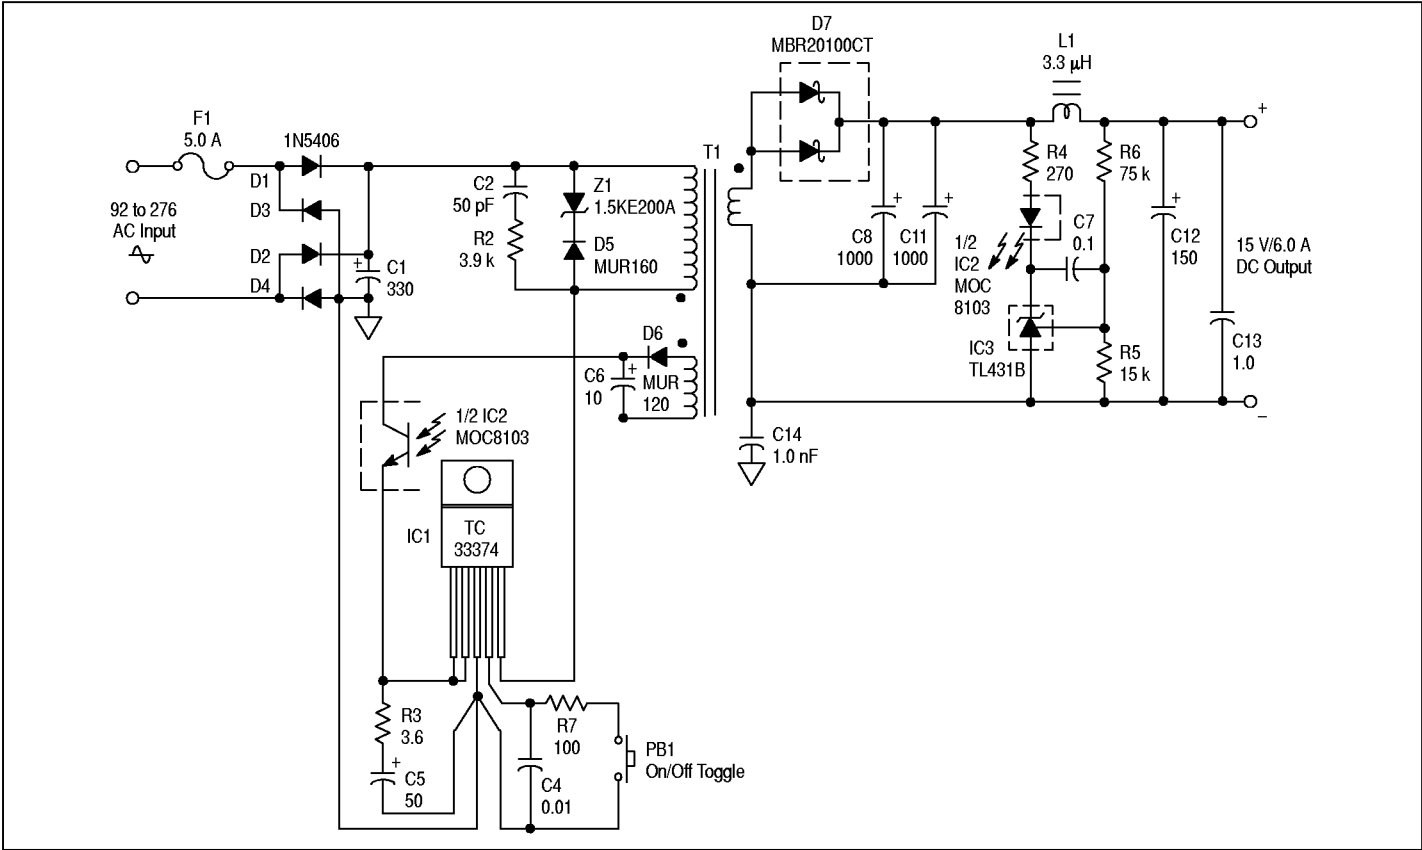 F1
5.0 A
1N5406
D1
D3
D2
D4
92 to 276
AC Input
+
C1
330
C2
50 pF
R2
3.9 k
Z1
1.5KE200A
D5
MUR160
T1
D7
MBR20100CT
L1
3.3 µH
+
C8
1000
+
C11
1000
R4
270
R6
75 k
1/2
IC2
MOC
8103
C7
0.1
IC3
TL431B
R5
15 k
+
C12
150
C13
1.0
+
15 V/6.0 A
DC Output
–
D6
MUR
120
C6
10
+
1/2 IC2
MOC8103
C14
1.0 nF
IC1
TC
33374
R3
3.6
+
C5
50
R7
100
C4
0.01
PB1
On/Off Toggle